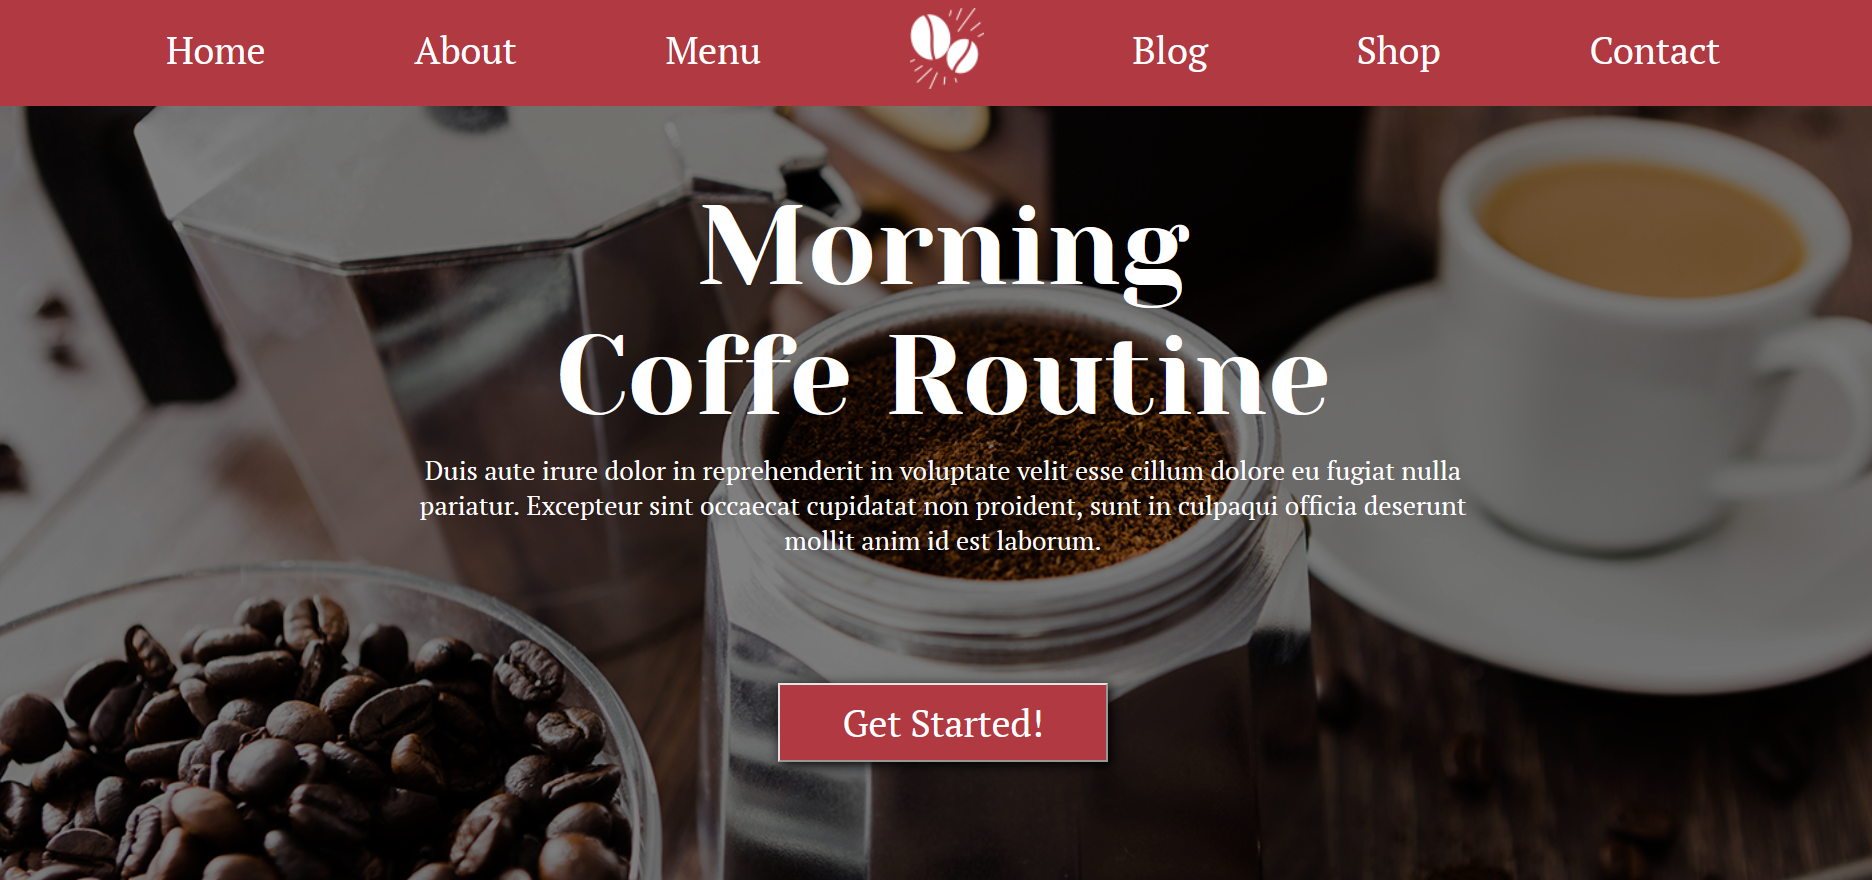 Home About Menu Blog Shop Contact
Morning
Coffe Routine
Duis aute irure dolor in reprehenderit in voluptate velit esse cillum dolore eu fugiat nulla
pariatur. Excepteur sint occaecat cupidatat non proident, sunt in culpaqui officia deserunt
mollit anim id est laborum.
Get Started!